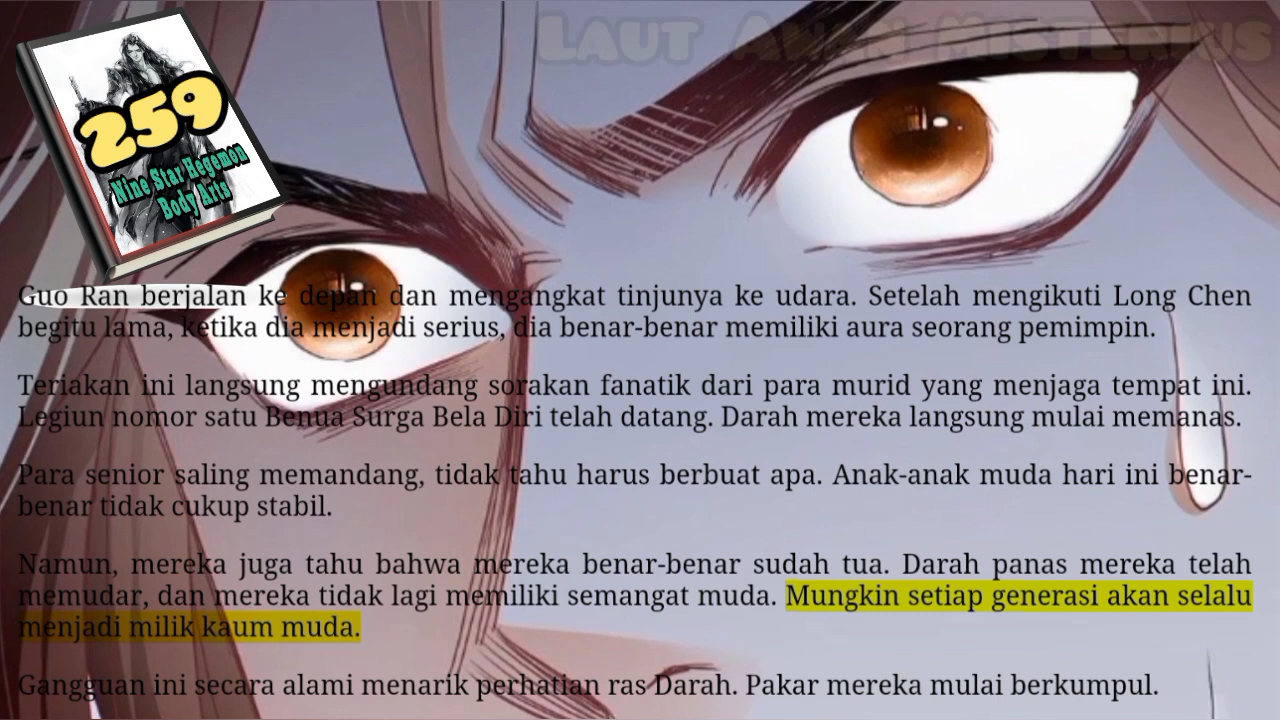 Laut Awan Misterius
259
Nine Star Hegemon
Body Arts
Guo Ran berjalan ke depan dan mengangkat tinjunya ke udara. Setelah mengikuti Long Chen
begitu lama, ketika dia menjadi serius, dia benar-benar memiliki aura seorang pemimpin.
Teriakan ini langsung mengundang sorakan fanatik dari para murid yang menjaga tempat ini.
Legiun nomor satu Benua Surga Bela Diri telah datang. Darah mereka langsung mulai memanas.
Para senior saling memandang, tidak tahu harus berbuat apa. Anak-anak muda hari ini benar-
benar tidak cukup stabil.
Namun, mereka juga tahu bahwa mereka benar-benar sudah tua. Darah panas mereka telah
memudar, dan mereka tidak lagi memiliki semangat muda. Mungkin setiap generasi akan selalu
menjadi milik kaum muda.
Gangguan ini secara alami menarik perhatian ras Darah. Pakar mereka mulai berkumpul.